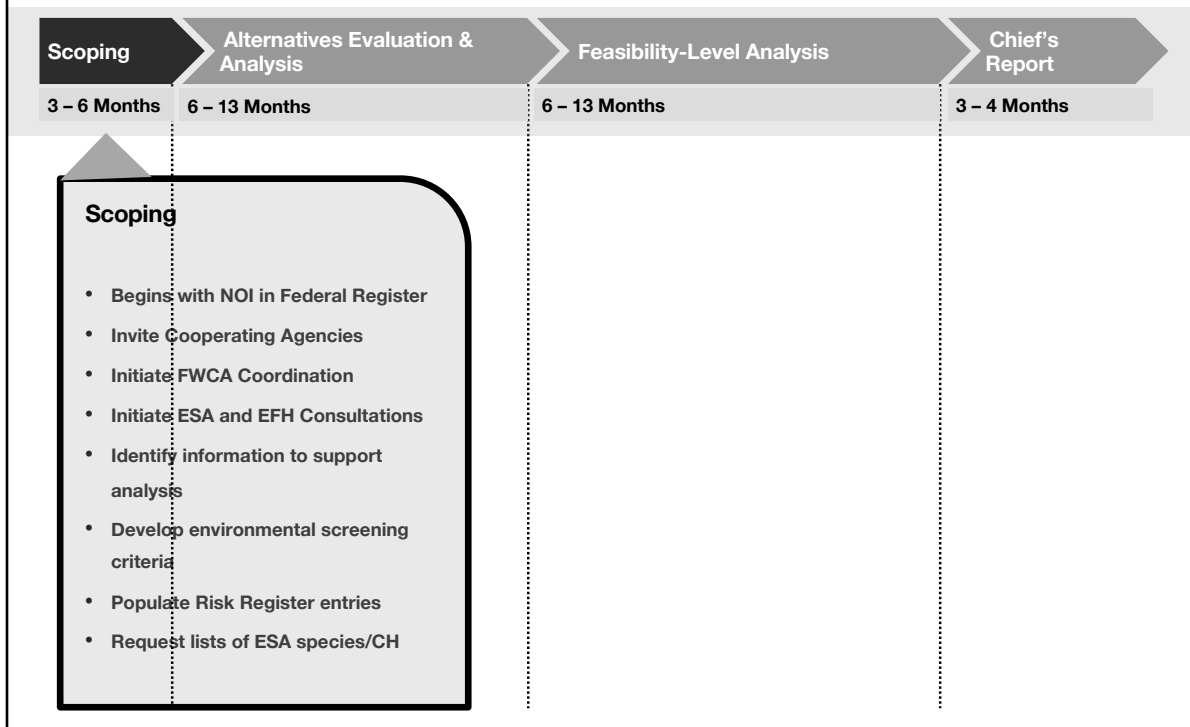 Scoping
Alternatives Evaluation &
Analysis
Feasibility-Level Analysis
Chief's
Report
3 – 6 Months
6 – 13 Months
6 – 13 Months
3 – 4 Months
Scoping
• Begins with NOI in Federal Register
• Invite Cooperating Agencies
• Initiate FWCA Coordination
• Initiate ESA and EFH Consultations
• Identify information to support
analysis
• Develop environmental screening
criteria
• Populate Risk Register entries
• Request lists of ESA species/CH